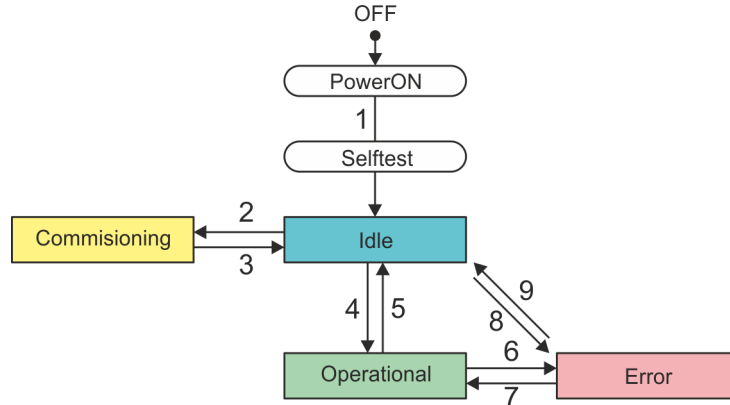 OFF
PowerON
1
Selftest
Commisioning
2
3
Idle
4
5
9
8
Operational
6
7
Error